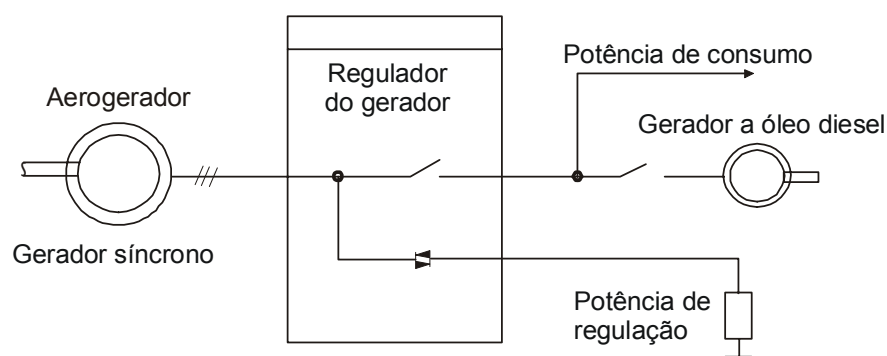 Aerogerador
Gerador síncrono
Regulador
do gerador
Potência de consumo
Gerador a óleo diesel
Potência de
regulação